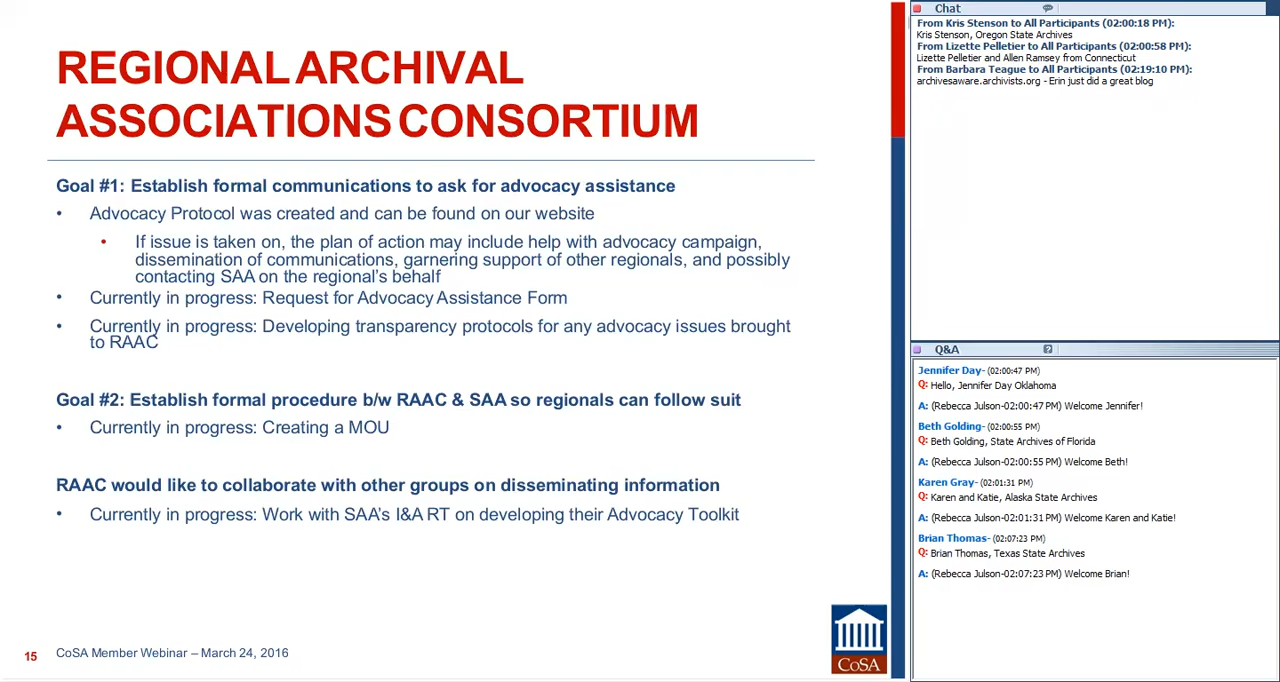 REGIONAL ARCHIVAL
ASSOCIATIONS CONSORTIUM
Goal #1: Establish formal communications to ask for advocacy assistance
• Advocacy Protocol was created and can be found on our website
• If issue is taken on, the plan of action may include help with advocacy campaign,
dissemination of communications, garnering support of other regionals, and possibly
contacting SAA on the regional's behalf
• Currently in progress: Request for Advocacy Assistance Form
• Currently in progress: Developing transparency protocols for any advocacy issues brought
to RAAC
Goal #2: Establish formal procedure b/w RAAC & SAA so regionals can follow suit
• Currently in progress: Creating a MOU
RAAC would like to collaborate with other groups on disseminating information
• Currently in progress: Work with SAA's I&A RT on developing their Advocacy Toolkit
15 CoSA Member Webinar – March 24, 2016
CoSA
Chat
From Kris Stenson to All Participants (02:00:18 PM):
Kris Stenson, Oregon State Archives
From Lizette Pelletier to All Participants (02:00:58 PM):
Lizette Pelletier and Allen Ramsey from Connecticut
From Barbara Teague to All Participants (02:19:10 PM):
archivesaware.archivists.org - Erin just did a great blog
Q&A
Jennifer Day- (02:00:47 PM)
Q: Hello, Jennifer Day Oklahoma
A: (Rebecca Julson-02:00:47 PM) Welcome Jennifer!
Beth Golding- (02:00:55 PM)
Q: Beth Golding, State Archives of Florida
A: (Rebecca Julson-02:00:55 PM) Welcome Beth!
Karen Gray- (02:01:31 PM)
Q: Karen and Katie, Alaska State Archives
A: (Rebecca Julson-02:01:31 PM) Welcome Karen and Katie!
Brian Thomas- (02:07:23 PM)
Q: Brian Thomas, Texas State Archives
A: (Rebecca Julson-02:07:23 PM) Welcome Brian!